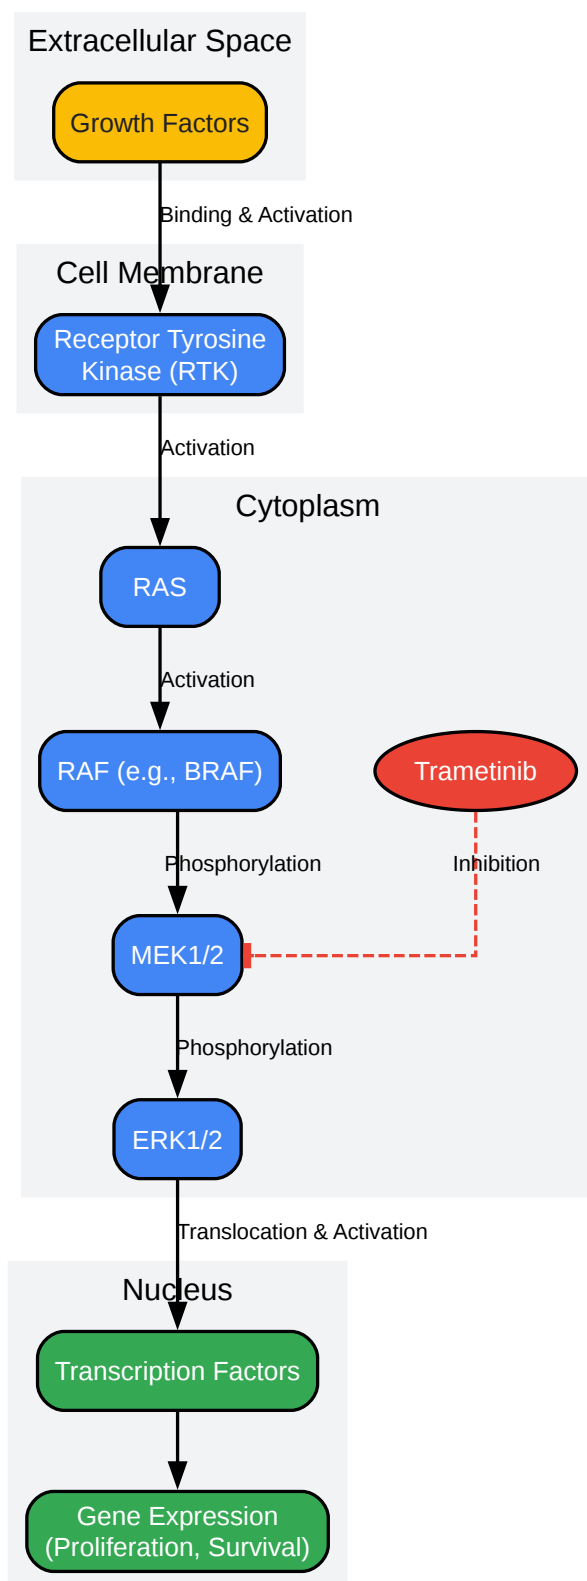 Extracellular Space
Growth Factors
Binding & Activation
Cell Membrane
Receptor Tyrosine
Kinase (RTK)
Activation
Cytoplasm
RAS
Activation
RAF (e.g., BRAF)
Trametinib
Phosphorylation
Inhibition
MEK1/2
Phosphorylation
ERK1/2
Translocation & Activation
Nucleus
Transcription Factors
Gene Expression
(Proliferation, Survival)